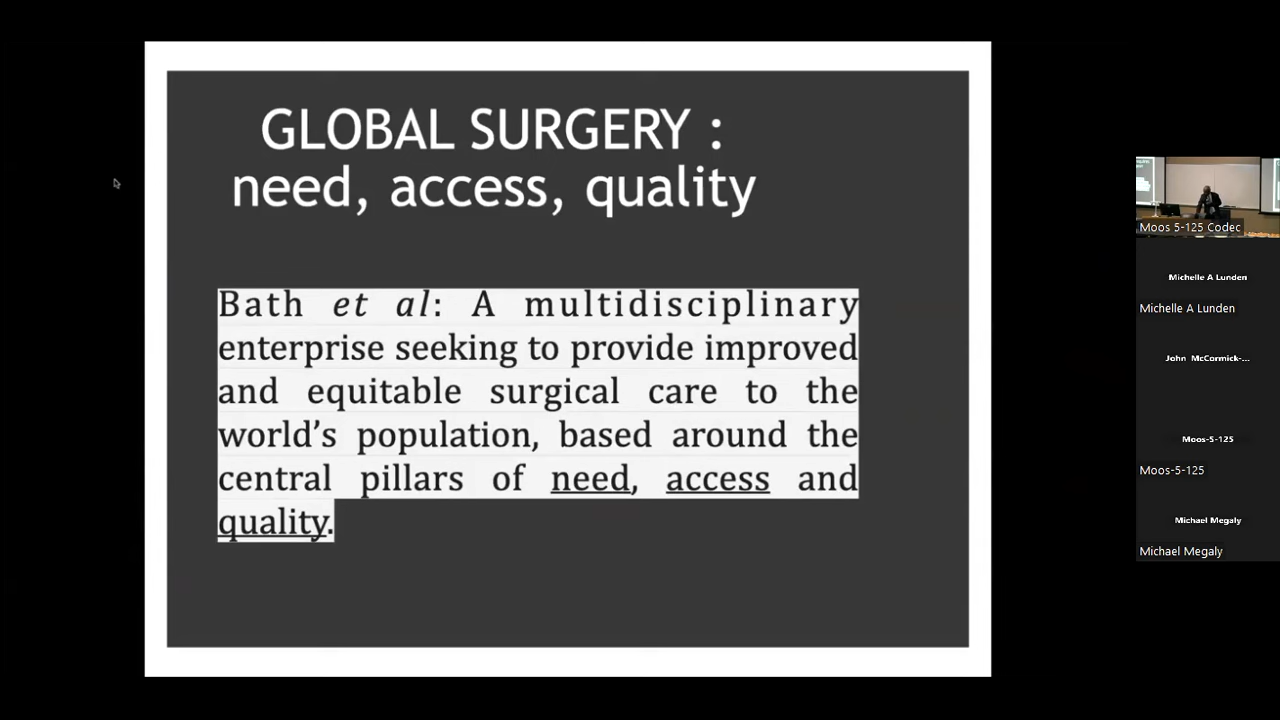 GLOBAL SURGERY :
need, access, quality
Bath et al: A multidisciplinary
enterprise seeking to provide improved
and equitable surgical care to the
world’s population, based around the
central pillars of need, access and
quality.
Moos 5-125 Codec
Michelle A Lunden
Michelle A Lunden
John McCormick-...
Moos-5-125
Moos-5-125
Michael Megaly
Michael Megaly